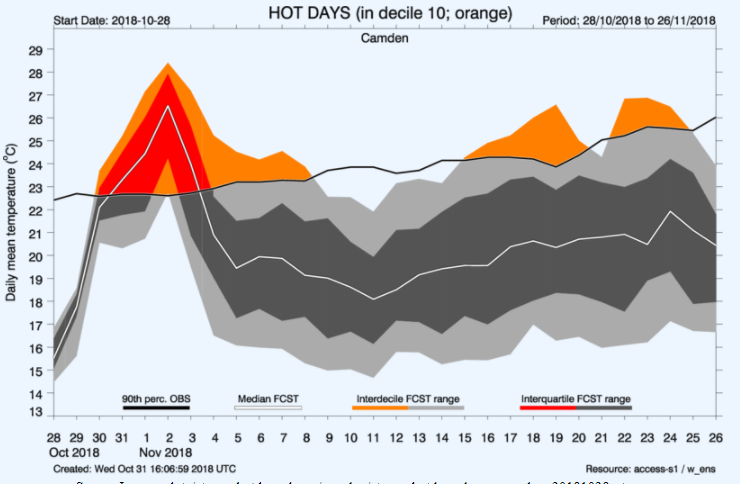 HOT DAYS (in decile 10; orange)
Start Date: 2018-10-28
Period: 28/10/2018 to 26/11/2018
Camden
Daily mean temperature (°C)
29
28
27
26
25
24
23
22
21
20
19
18
17
16
15
14
13
90th perc. OBS
Median FCST
Interdecile FCST range
Interquartile FCST range
28 29 30 31 1 2 3 4 5 6 7 8 9 10 11 12 13 14 15 16 17 18 19 20 21 22 23 24 25 26
Oct 2018
Nov 2018
Created: Wed Oct 31 16:06:59 2018 UTC
Resource: access-s1 / w_ens